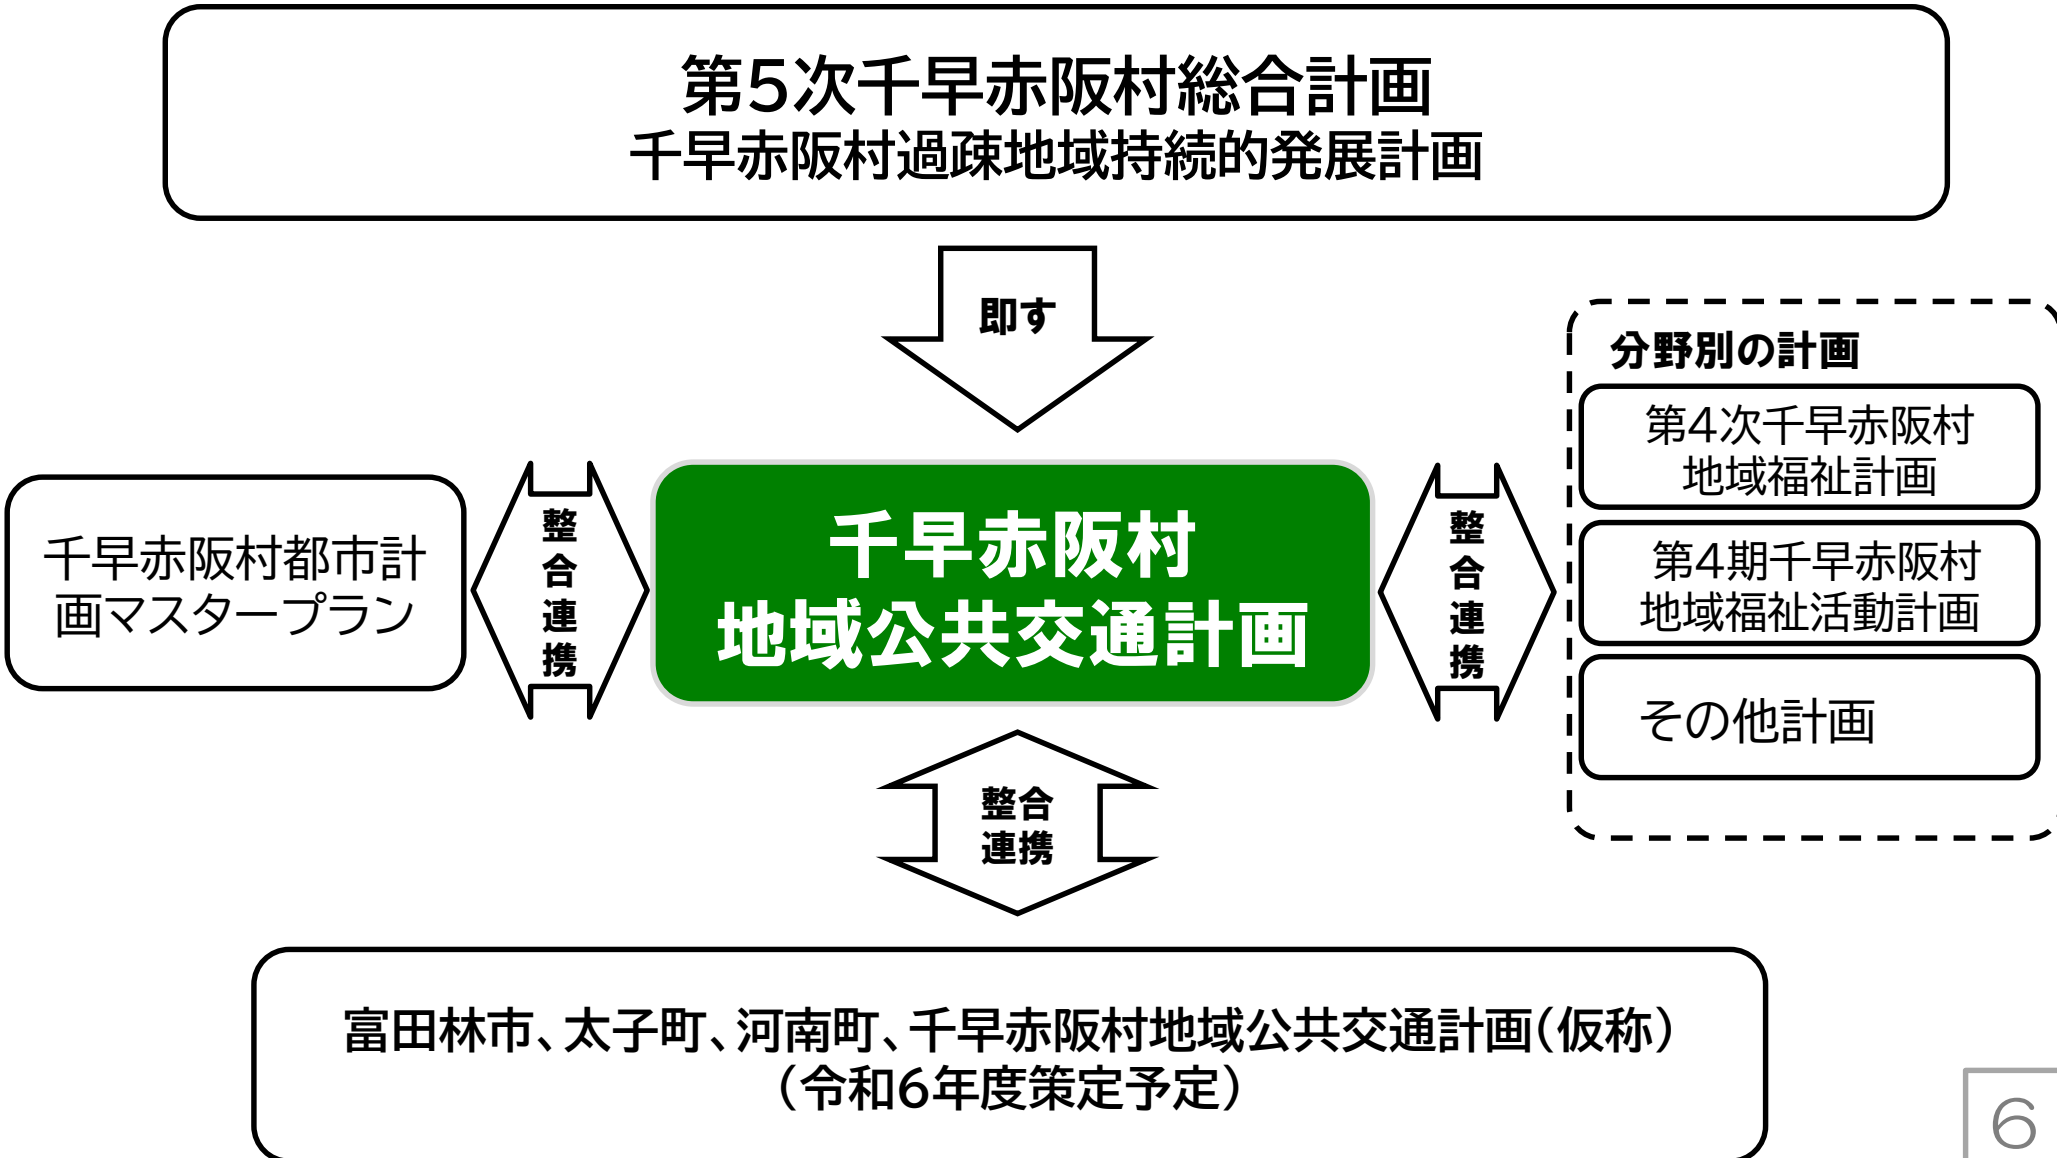 第5次千早赤阪村総合計画
千早赤阪村過疎地域持続的発展計画
即す
分野別の計画
第4次千早赤阪村
地域福祉計画
第4期千早赤阪村
地域福祉活動計画
その他計画
千早赤阪村都市計
画マスタープラン
整合連携
千早赤阪村
地域公共交通計画
整合連携
整合
連携
富田林市、太子町、河南町、千早赤阪村地域公共交通計画(仮称)
(令和6年度策定予定)
6